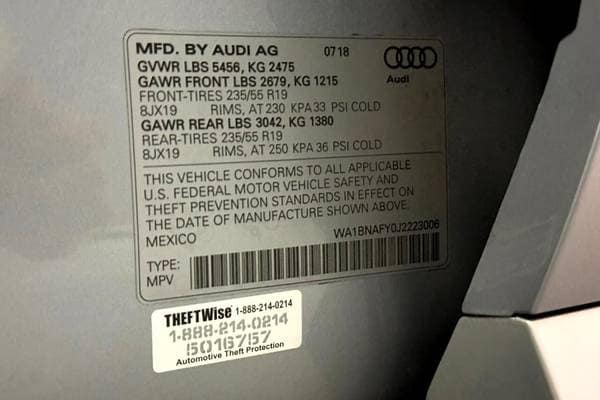 MFD. BY AUDI AG 0718
GVWR LBS 5456, KG 2475
GAWR FRONT LBS 2679, KG 1215
FRONT-TIRES 235/55 R19
8JX19 RIMS, AT 230 KPA 33 PSI COLD
GAWR REAR LBS 3042, KG 1380
REAR-TIRES 235/55 R19
8JX19 RIMS, AT 250 KPA 36 PSI COLD
Audi
THIS VEHICLE CONFORMS TO ALL APPLICABLE
U.S. FEDERAL MOTOR VEHICLE SAFETY AND
THEFT PREVENTION STANDARDS IN EFFECT ON
THE DATE OF MANUFACTURE SHOWN ABOVE.
MEXICO WA1BNAFY0J2223006
TYPE:
MPV
THEFTWise 1-888-214-0214
1-888-214-0214
5016757
Automotive Theft Protection